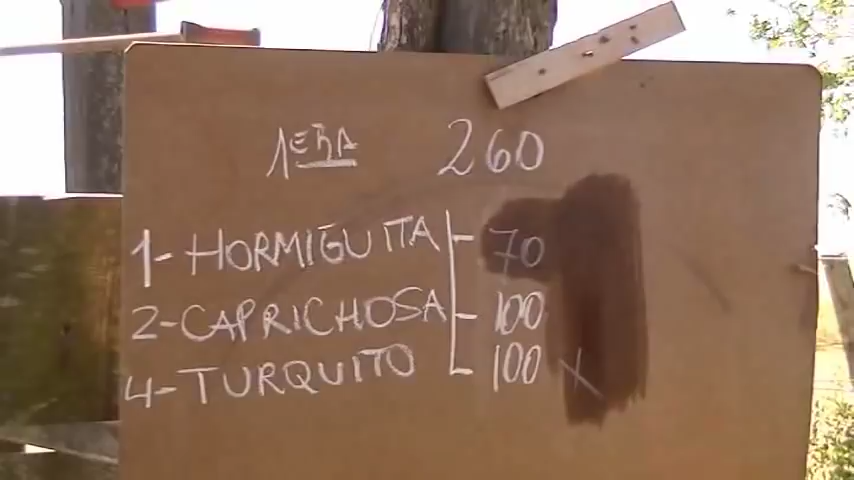 1ERA 260
1- HORMIGUITA - 70
2- CAPRICHOSA - 100
4- TURQUITO - 100 X